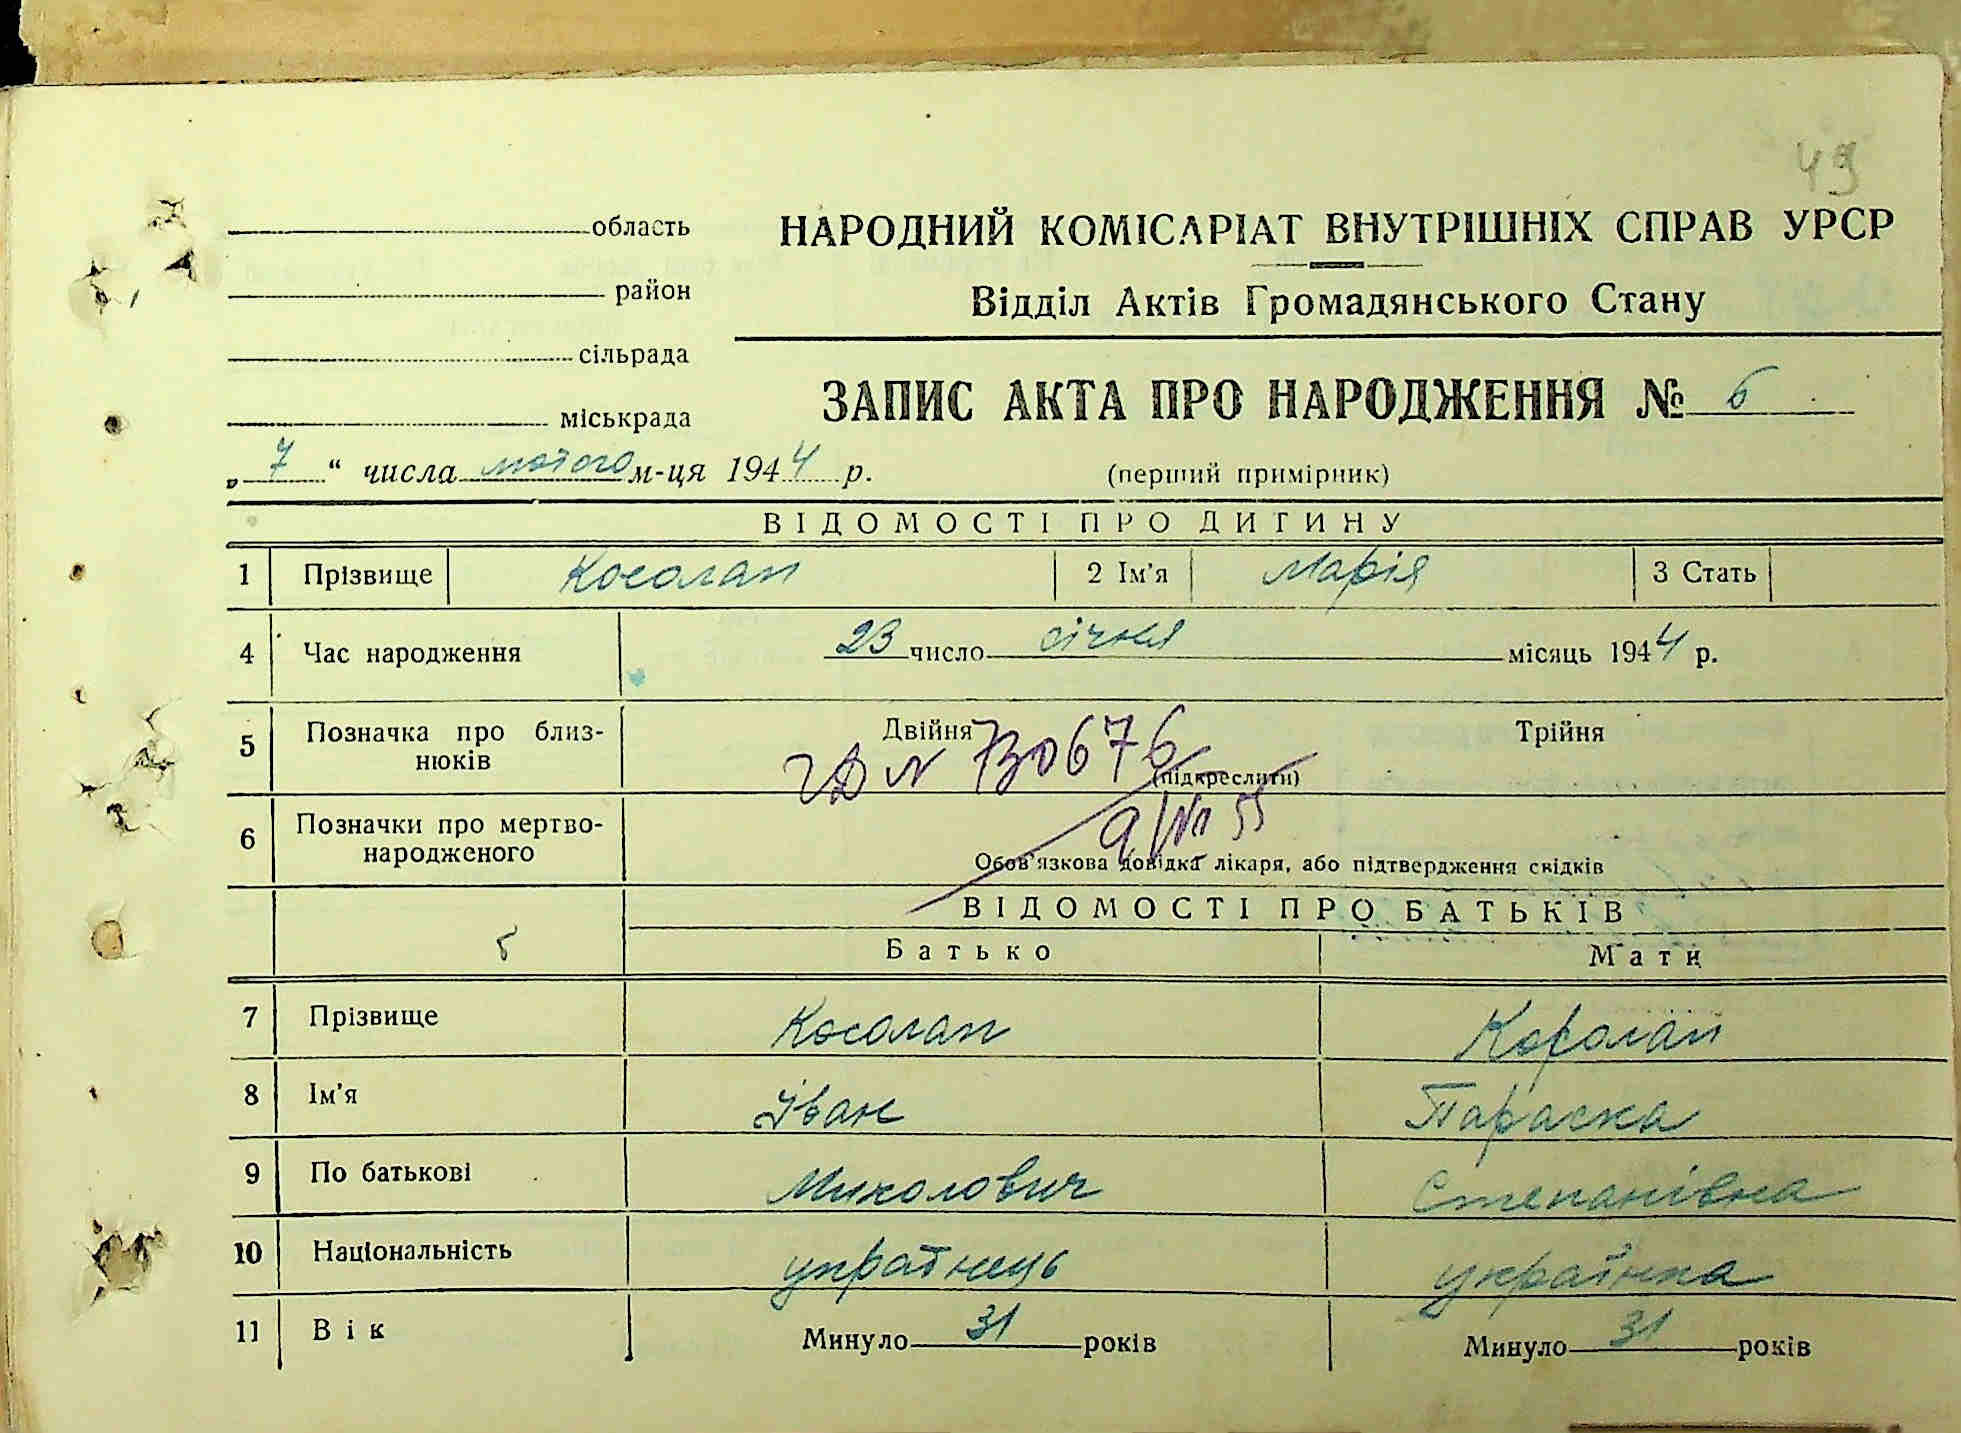 49
область
район
сільрада
міськрада
НАРОДНИЙ КОМІСАРІАТ ВНУТРІШНІХ СПРАВ УРСР
Відділ Актів Громадянського Стану
ЗАПИС АКТА ПРО НАРОДЖЕННЯ № 6
„ 7 “ числа лютого м-ця 1944 р. (перший примірник)
ВІДОМОСТІ ПРО ДИТИНУ
1 Прізвище Косолап 2 Ім'я Марія 3 Стать
4 Час народження 23 число січня місяць 1944 р.
5 Позначка про близнюків Двійня Трійня
730676
(підкреслити)
6 Позначки про мертвонародженого
55
Обов'язкова довідка лікаря, або підтвердження свідків
ВІДОМОСТІ ПРО БАТЬКІВ
Батько Мати
7 Прізвище Косолап Косолап
8 Ім'я Іван Параска
9 По батькові Миколович Степанівна
10 Національність українець українка
11 Вік Минуло 31 років Минуло 31 років